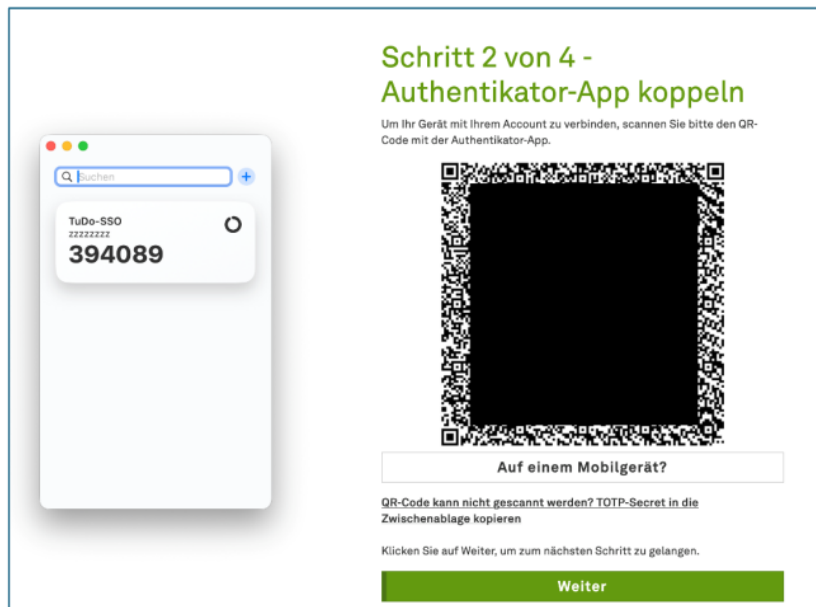 Suchen
TuDo-SSO
zzzzzzzz
394089
Schritt 2 von 4 -
Authentikator-App koppeln
Um Ihr Gerät mit Ihrem Account zu verbinden, scannen Sie bitte den QR-
Code mit der Authentikator-App.
Auf einem Mobilgerät?
QR-Code kann nicht gescannt werden? TOTP-Secret in die
Zwischenablage kopieren
Klicken Sie auf Weiter, um zum nächsten Schritt zu gelangen.
Weiter